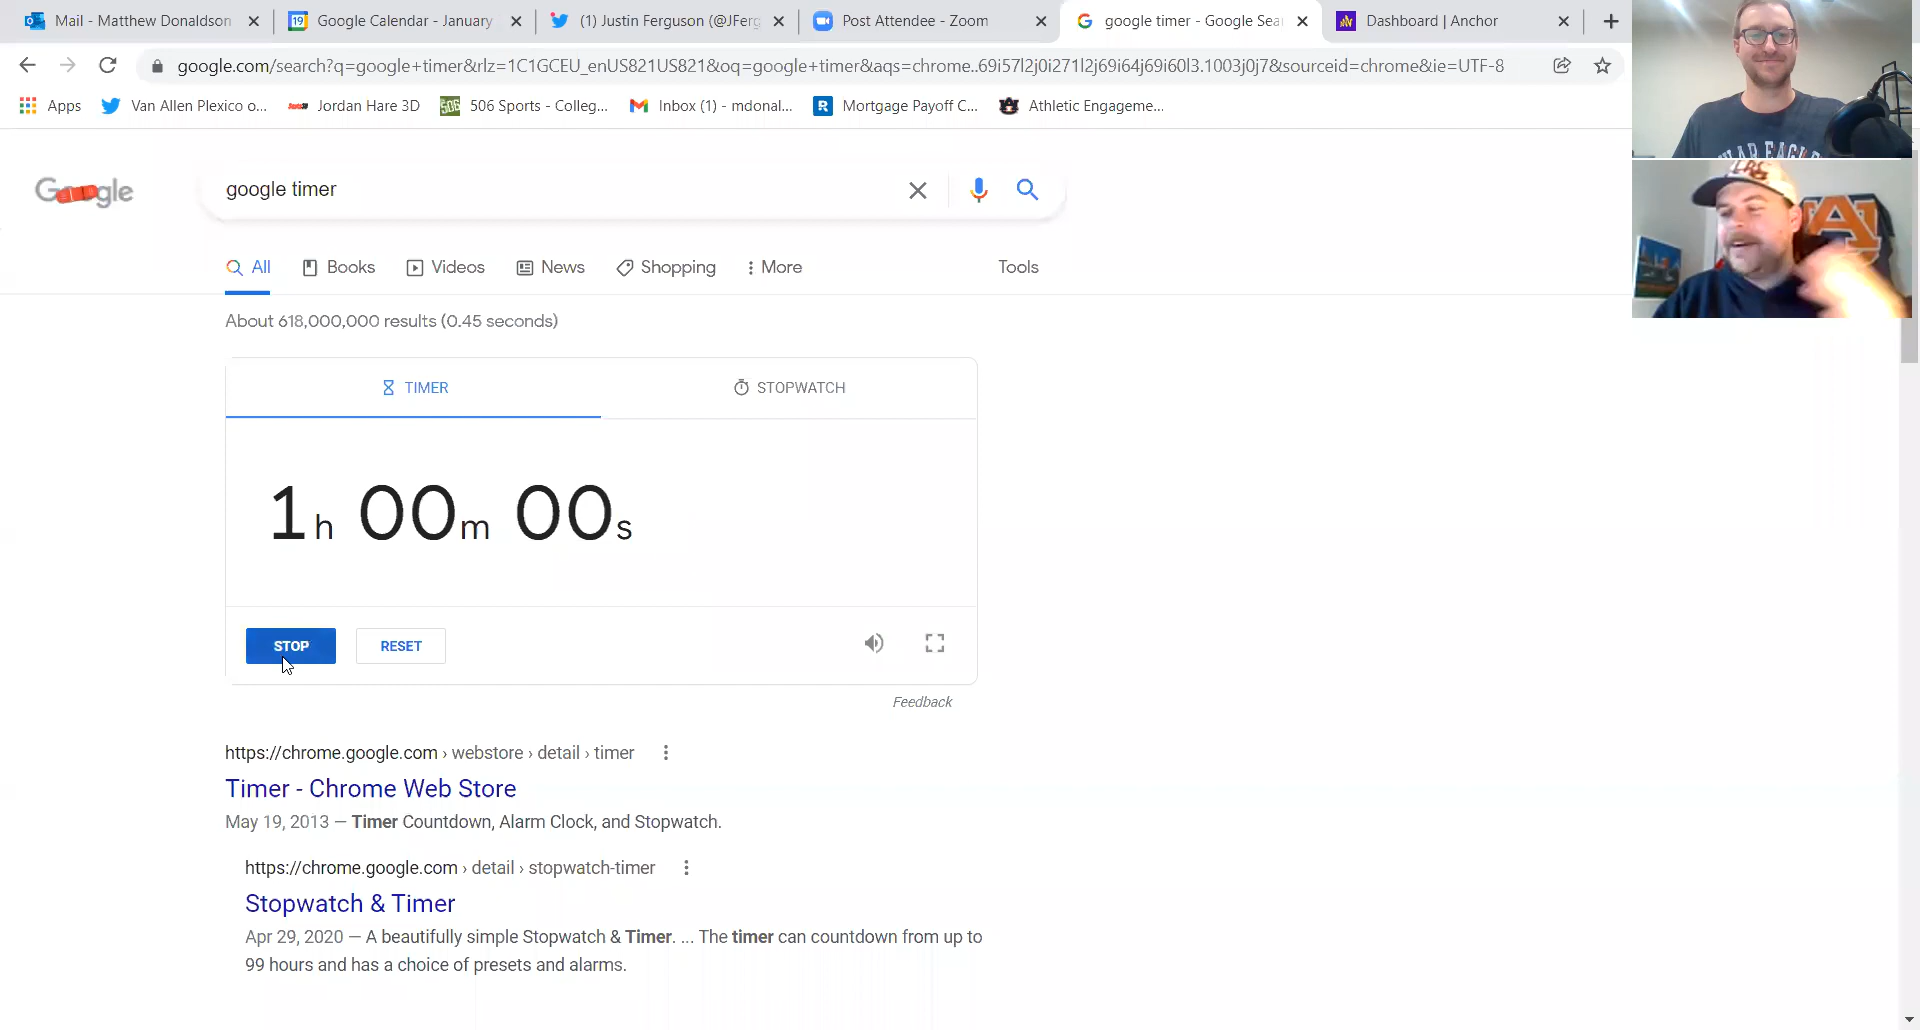 Mail - Matthew Donaldson
Google Calendar - January
(1) Justin Ferguson (@JFerg
Post Attendee - Zoom
google timer - Google Sea
Dashboard | Anchor
google.com/search?q=google+timer&rlz=1C1GCEU_enUS821US821&oq=google+timer&aqs=chrome..69i57l2j0i271l2j69i64j69i60l3.1003j0j7&sourceid=chrome&ie=UTF-8
Apps
Van Allen Plexico o...
Jordan Hare 3D
506 Sports - Colleg...
Inbox (1) - mdonal...
Mortgage Payoff C...
Athletic Engageme...
WAR EAGLE
Google
google timer
All
Books
Videos
News
Shopping
More
Tools
About 618,000,000 results (0.45 seconds)
TIMER
STOPWATCH
1h 00m 00s
STOP
RESET
Feedback
https://chrome.google.com › webstore › detail › timer
Timer - Chrome Web Store
May 19, 2013 — Timer Countdown, Alarm Clock, and Stopwatch.
https://chrome.google.com › detail › stopwatch-timer
Stopwatch & Timer
Apr 29, 2020 — A beautifully simple Stopwatch & Timer. ... The timer can countdown from up to
99 hours and has a choice of presets and alarms.